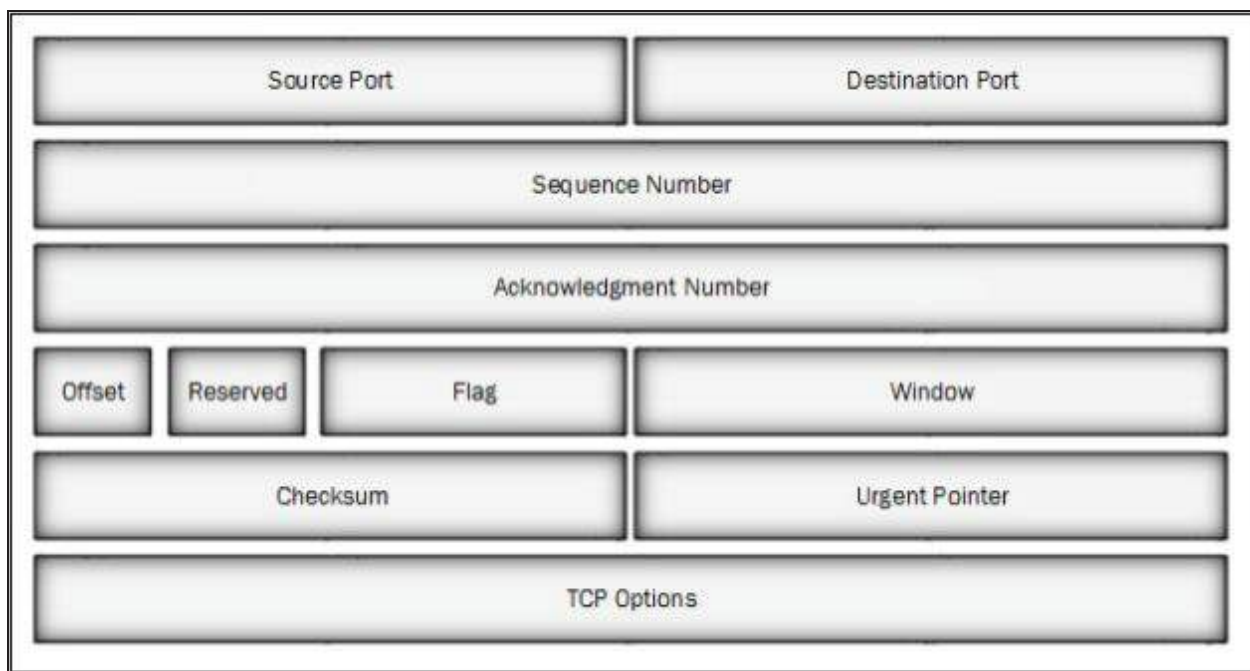 Source Port
Destination Port
Sequence Number
Acknowledgment Number
Offset
Reserved
Flag
Window
Checksum
Urgent Pointer
TCP Options